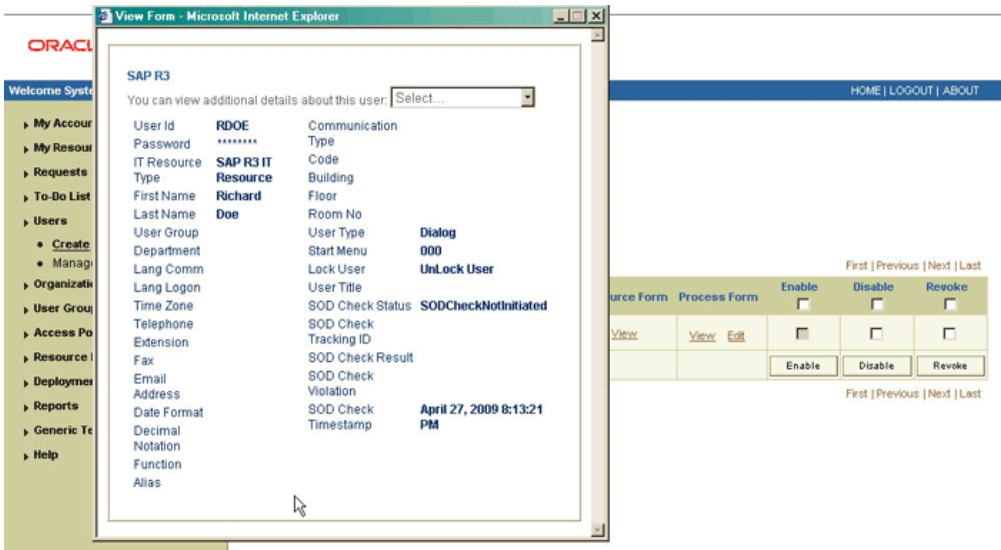 View Form - Microsoft Internet Explorer
ORACL
Welcome Syst
HOME | LOGOUT | ABOUT
My Accour
My Resour
Requests
To-Do List
Users
Create
Manag
Organizati
User Grou
Access Po
Resource
Deployme
Reports
Generic Te
Help
SAP R3
You can view additional details about this user: Select...
User Id RDOE
Password ********
IT Resource Type SAP R3 IT Resource
First Name Richard
Last Name Doe
User Group
Department
Lang Comm
Lang Logon
Time Zone
Telephone
Extension
Fax
Email
Address
Date Format
Decimal
Notation
Function
Alias
Communication
Type
Code
Building
Floor
Room No
User Type Dialog
Start Menu 000
Lock User UnLock User
User Title
SOD Check Status SODCheckNotInitiated
SOD Check
Tracking ID
SOD Check Result
SOD Check
Violation
SOD Check Timestamp April 27, 2009 8:13:21 PM
First | Previous | Next | Last
urce Form Process Form Enable Disable Revoke
View View Edit
Enable Disable Revoke
First | Previous | Next | Last